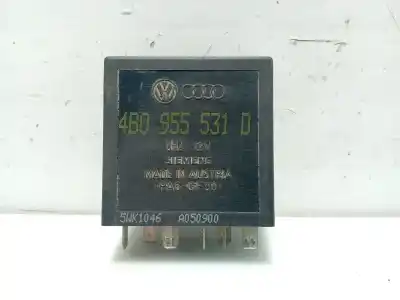 4B0 955 531 D
SIEMENS
MADE IN AUSTRIA
5WK1046 A050900